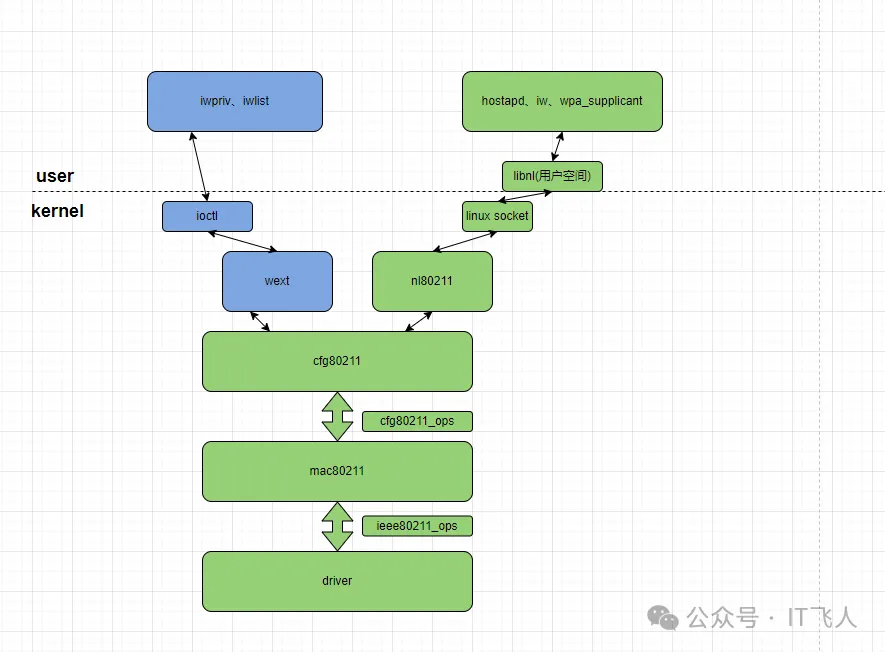 iwpriv、iwlist
hostapd、iw、wpa_supplicant
user
libnl(用户空间)
kernel
ioctl
linux socket
wext
nl80211
cfg80211
cfg80211_ops
mac80211
ieee80211_ops
driver
公众号 · IT飞人